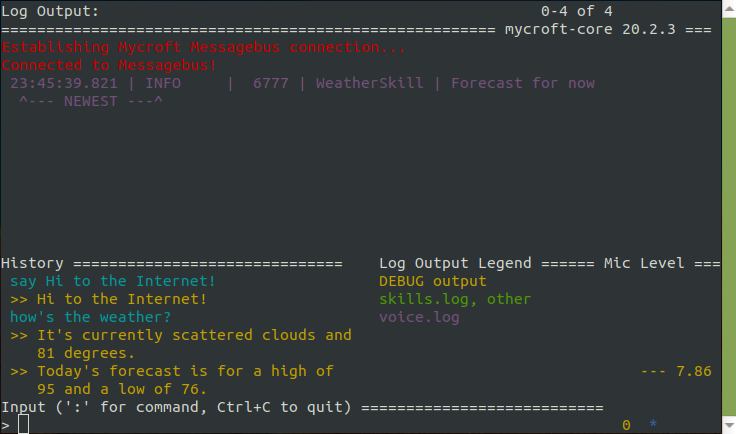 Log Output: 0-4 of 4
======================================================= mycroft-core 20.2.3 ===
Establishing Mycroft Messagebus connection...
Connected to Messagebus!
23:45:39.821 | INFO | 6777 | WeatherSkill | Forecast for now
^--- NEWEST ---^
History ============================== Log Output Legend ====== Mic Level ===
say Hi to the Internet! DEBUG output
>> Hi to the Internet! skills.log, other
how's the weather? voice.log
>> It's currently scattered clouds and
81 degrees.
>> Today's forecast is for a high of --- 7.86
95 and a low of 76.
Input (':' for command, Ctrl+C to quit) ===========================
> 0 *